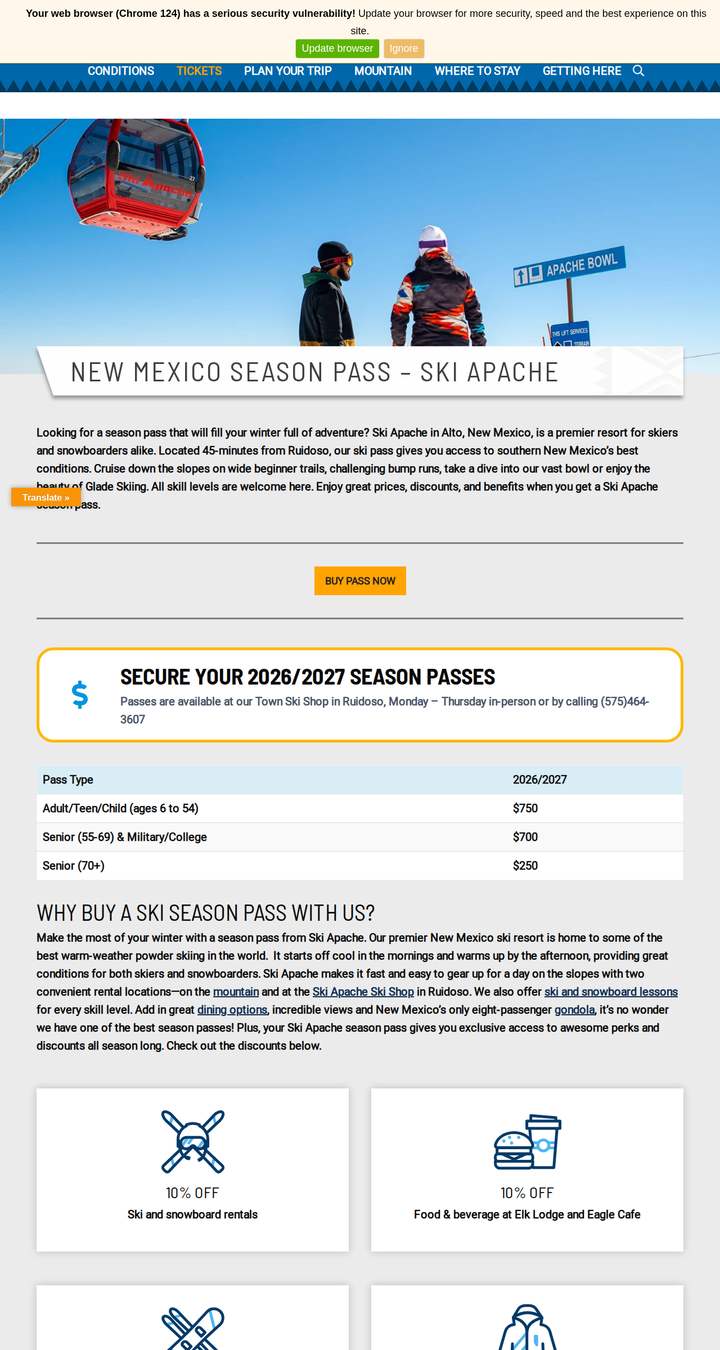 Your web browser (Chrome 124) has a serious security vulnerability! Update your browser for more security, speed and the best experience on this
site.
Update browser Ignore
CONDITIONS TICKETS PLAN YOUR TRIP MOUNTAIN WHERE TO STAY GETTING HERE
27
Ski Apache
APACHE BOWL
THIS LIFT SERVICES
TERRAIN
NEW MEXICO SEASON PASS – SKI APACHE
Looking for a season pass that will fill your winter full of adventure? Ski Apache in Alto, New Mexico, is a premier resort for skiers
and snowboarders alike. Located 45-minutes from Ruidoso, our ski pass gives you access to southern New Mexico's best
conditions. Cruise down the slopes on wide beginner trails, challenging bump runs, take a dive into our vast bowl or enjoy the
beauty of Glade Skiing. All skill levels are welcome here. Enjoy great prices, discounts, and benefits when you get a Ski Apache
Translate »
season pass.
BUY PASS NOW
$
SECURE YOUR 2026/2027 SEASON PASSES
Passes are available at our Town Ski Shop in Ruidoso, Monday – Thursday in-person or by calling (575)464-
3607
Pass Type 2026/2027
Adult/Teen/Child (ages 6 to 54) $750
Senior (55-69) & Military/College $700
Senior (70+) $250
WHY BUY A SKI SEASON PASS WITH US?
Make the most of your winter with a season pass from Ski Apache. Our premier New Mexico ski resort is home to some of the
best warm-weather powder skiing in the world. It starts off cool in the mornings and warms up by the afternoon, providing great
conditions for both skiers and snowboarders. Ski Apache makes it fast and easy to gear up for a day on the slopes with two
convenient rental locations—on the mountain and at the Ski Apache Ski Shop in Ruidoso. We also offer ski and snowboard lessons
for every skill level. Add in great dining options, incredible views and New Mexico's only eight-passenger gondola, it's no wonder
we have one of the best season passes! Plus, your Ski Apache season pass gives you exclusive access to awesome perks and
discounts all season long. Check out the discounts below.
10% OFF
Ski and snowboard rentals
10% OFF
Food & beverage at Elk Lodge and Eagle Cafe